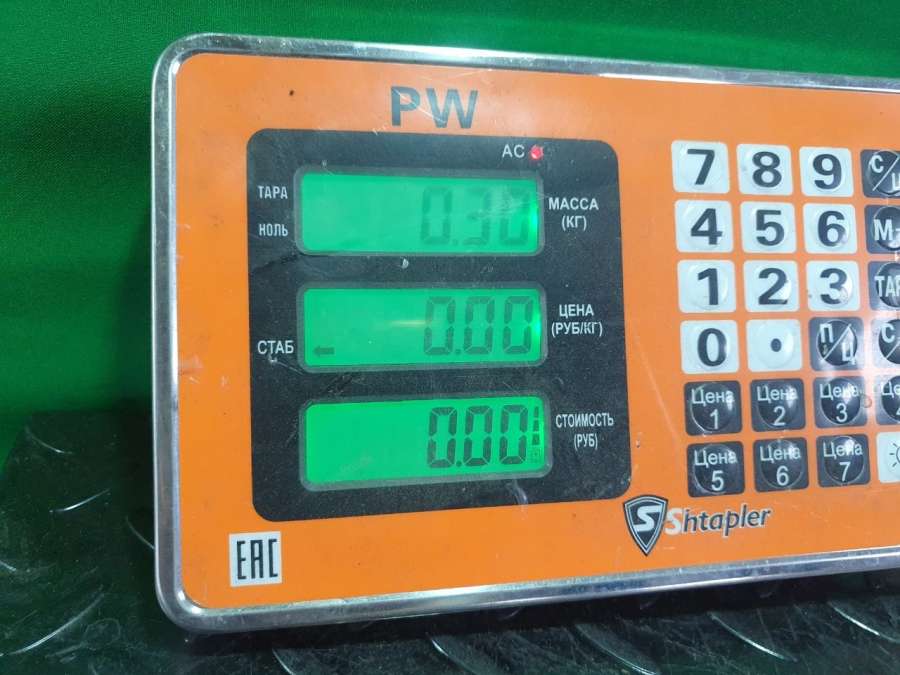 PW
AC
ТАРА
НОЛЬ
0.30
МАССА
(КГ)
СТАБ
←
0.00
ЦЕНА
(РУБ/КГ)
0.00
СТОИМОСТЬ
(РУБ)
7 8 9 С/
4 5 6
1 2 3
0 . П/Ц С
Цена 1
Цена 2
Цена 3
Цена 5
Цена 6
Цена 7
S Shtapler
EAC